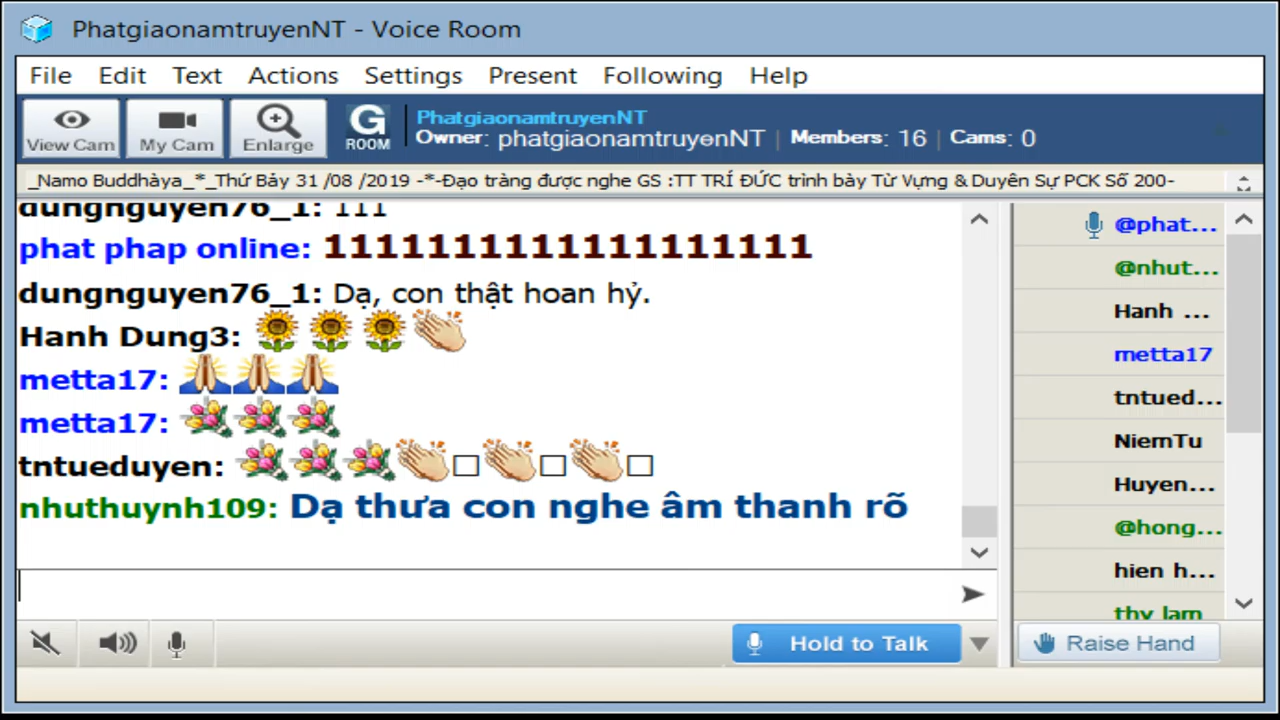 PhatgiaonamtruyenNT - Voice Room
File Edit Text Actions Settings Present Following Help
View Cam My Cam Enlarge G ROOM
PhatgiaonamtruyenNT
Owner: phatgiaonamtruyenNT | Members: 16 | Cams: 0
_Namo Buddhàya_*_Thứ Bảy 31 /08 /2019 -*-Đạo tràng được nghe GS :TT TRÍ ĐỨC trình bày Từ Vựng & Duyên Sự PCK Số 200-
dungnguyen76_1: 111
phat phap online: 1111111111111111111
dungnguyen76_1: Dạ, con thật hoan hỷ.
Hanh Dung3: 🌻🌻🌻👏
metta17: 🙏🙏🙏
metta17: 💐💐💐
tntueduyen: 💐💐💐👏□👏□👏□
nhuthuynh109: Dạ thưa con nghe âm thanh rõ
@phat...
@nhut...
Hanh ...
metta17
tntued...
NiemTu
Huyen...
@hong...
hien h...
thy lam
Hold to Talk
Raise Hand